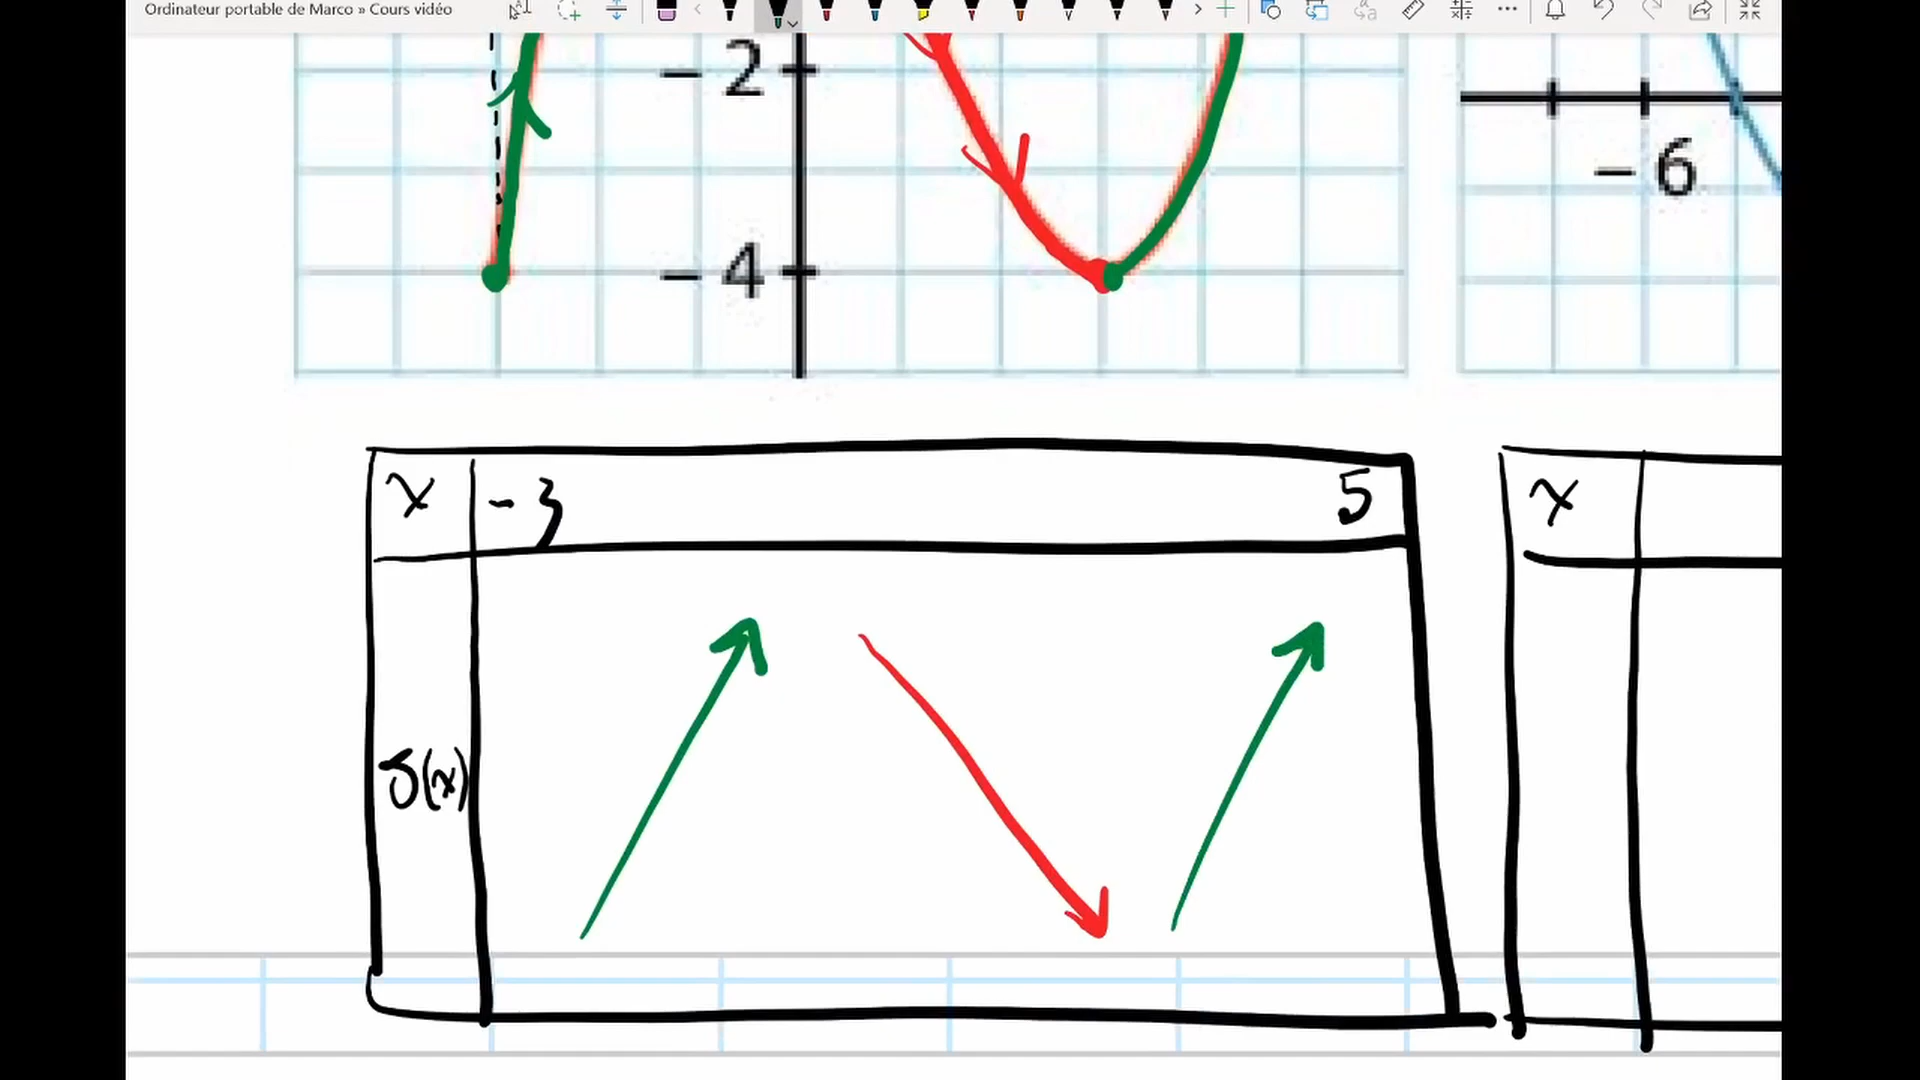 Ordinateur portable de Marco » Cours vidéo
– 2
– 6
– 4
x -3 5
x
f(x)